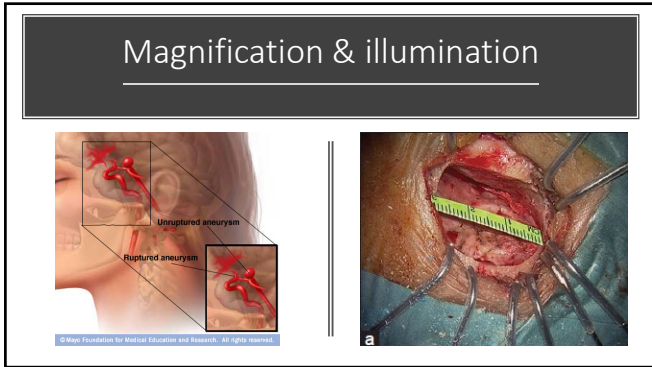 Magnification & illumination
Unruptured aneurysm
Ruptured aneurysm
© Mayo Foundation for Medical Education and Research. All rights reserved.
a